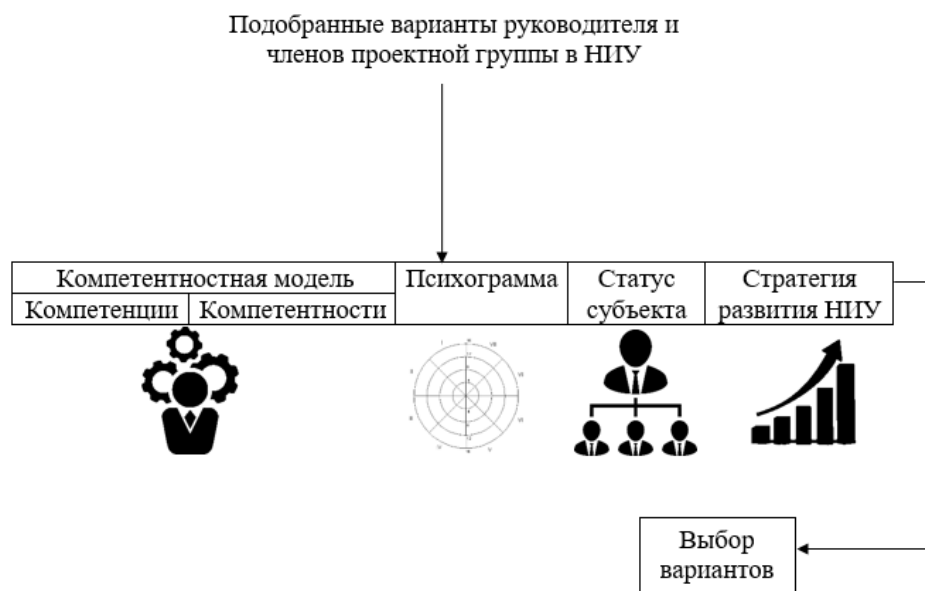 Подобранные варианты руководителя и
членов проектной группы в НИУ
Компетентностная модель
Психограмма
Статус
субъекта
Стратегия
развития НИУ
Компетенции
Компетентности
Выбор
вариантов